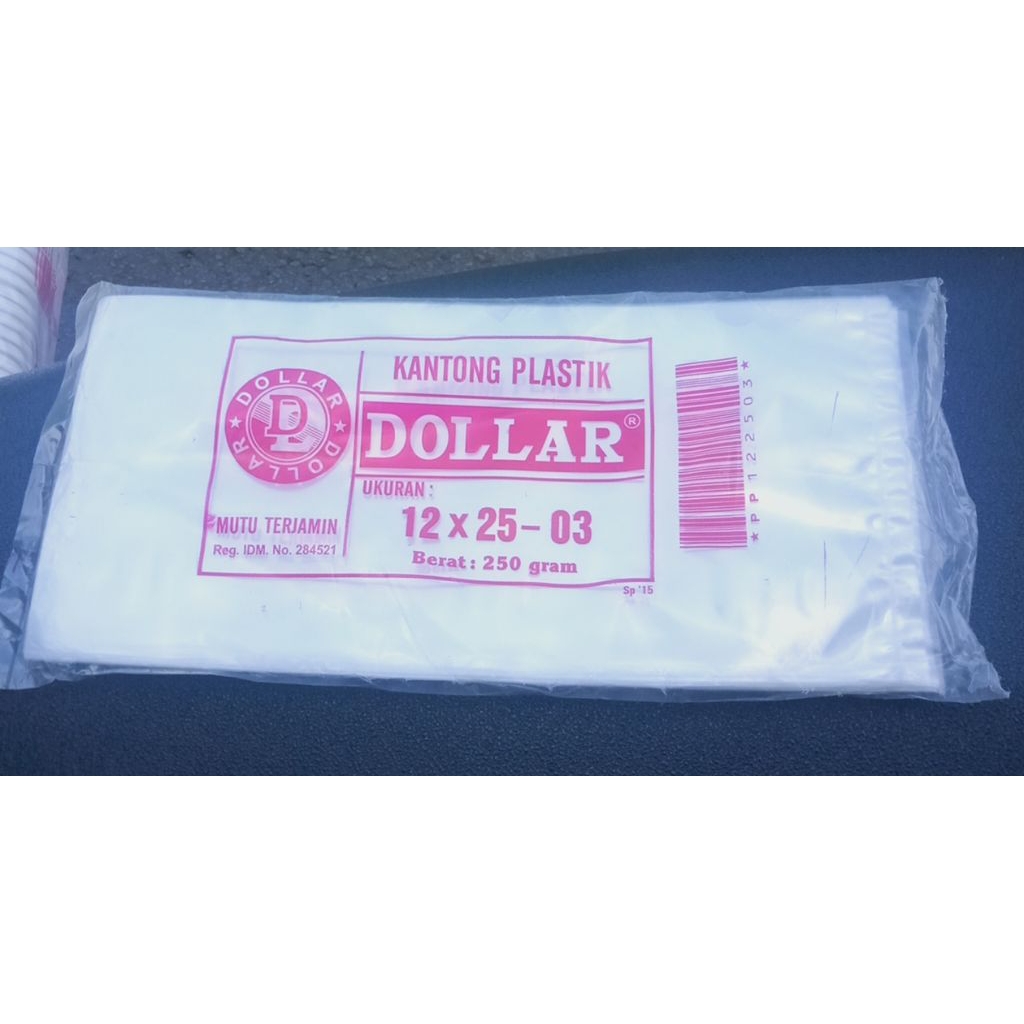 DOLLAR
DL
DOLLAR
MUTU TERJAMIN
Reg. IDM. No. 284521
KANTONG PLASTIK
DOLLAR®
UKURAN :
12 x 25 - 03
Berat : 250 gram
Sp '15
*PP122503*